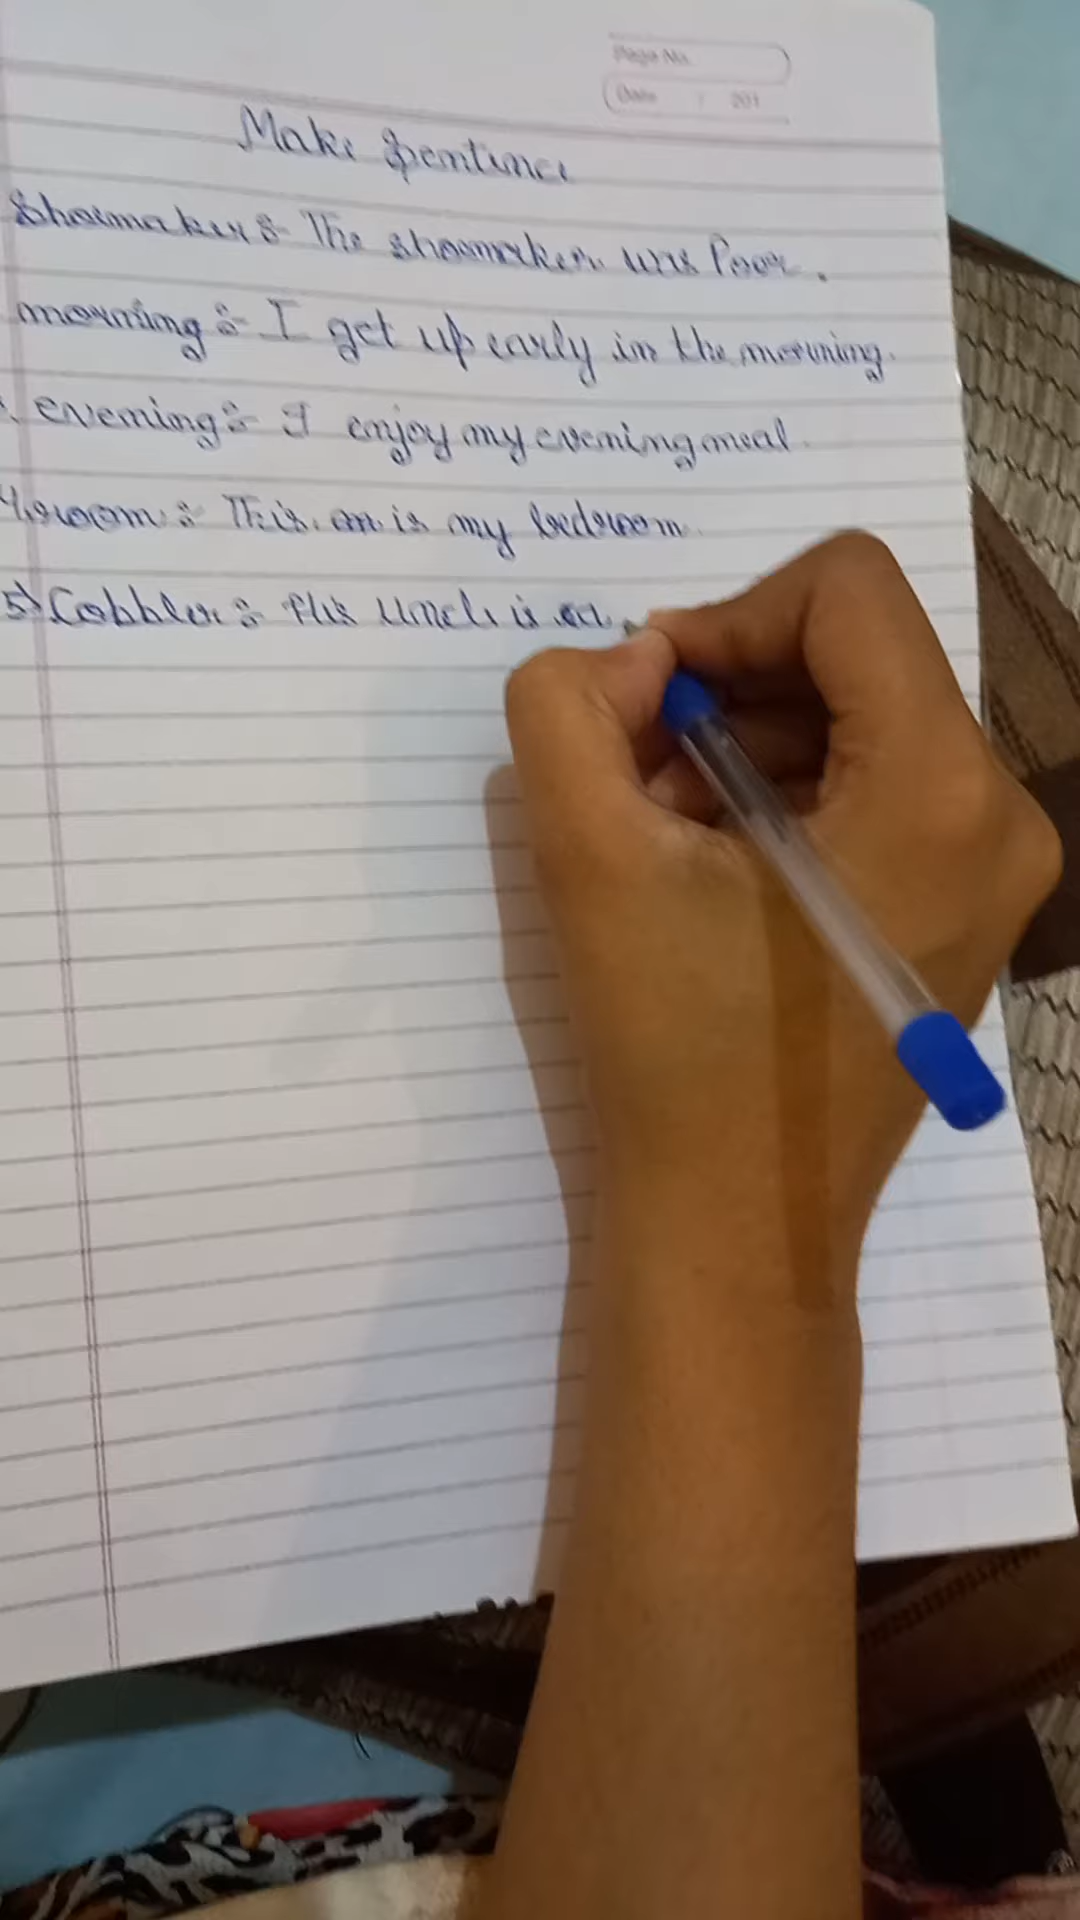 Page No.
Date / 201
Make Sentence
Shoemaker :- The shoemaker was Poor.
morning :- I get up early in the morning.
evening :- I enjoy my evening meal.
4. room :- This is my bedroom.
5) Cobbler :- His Uncle is a